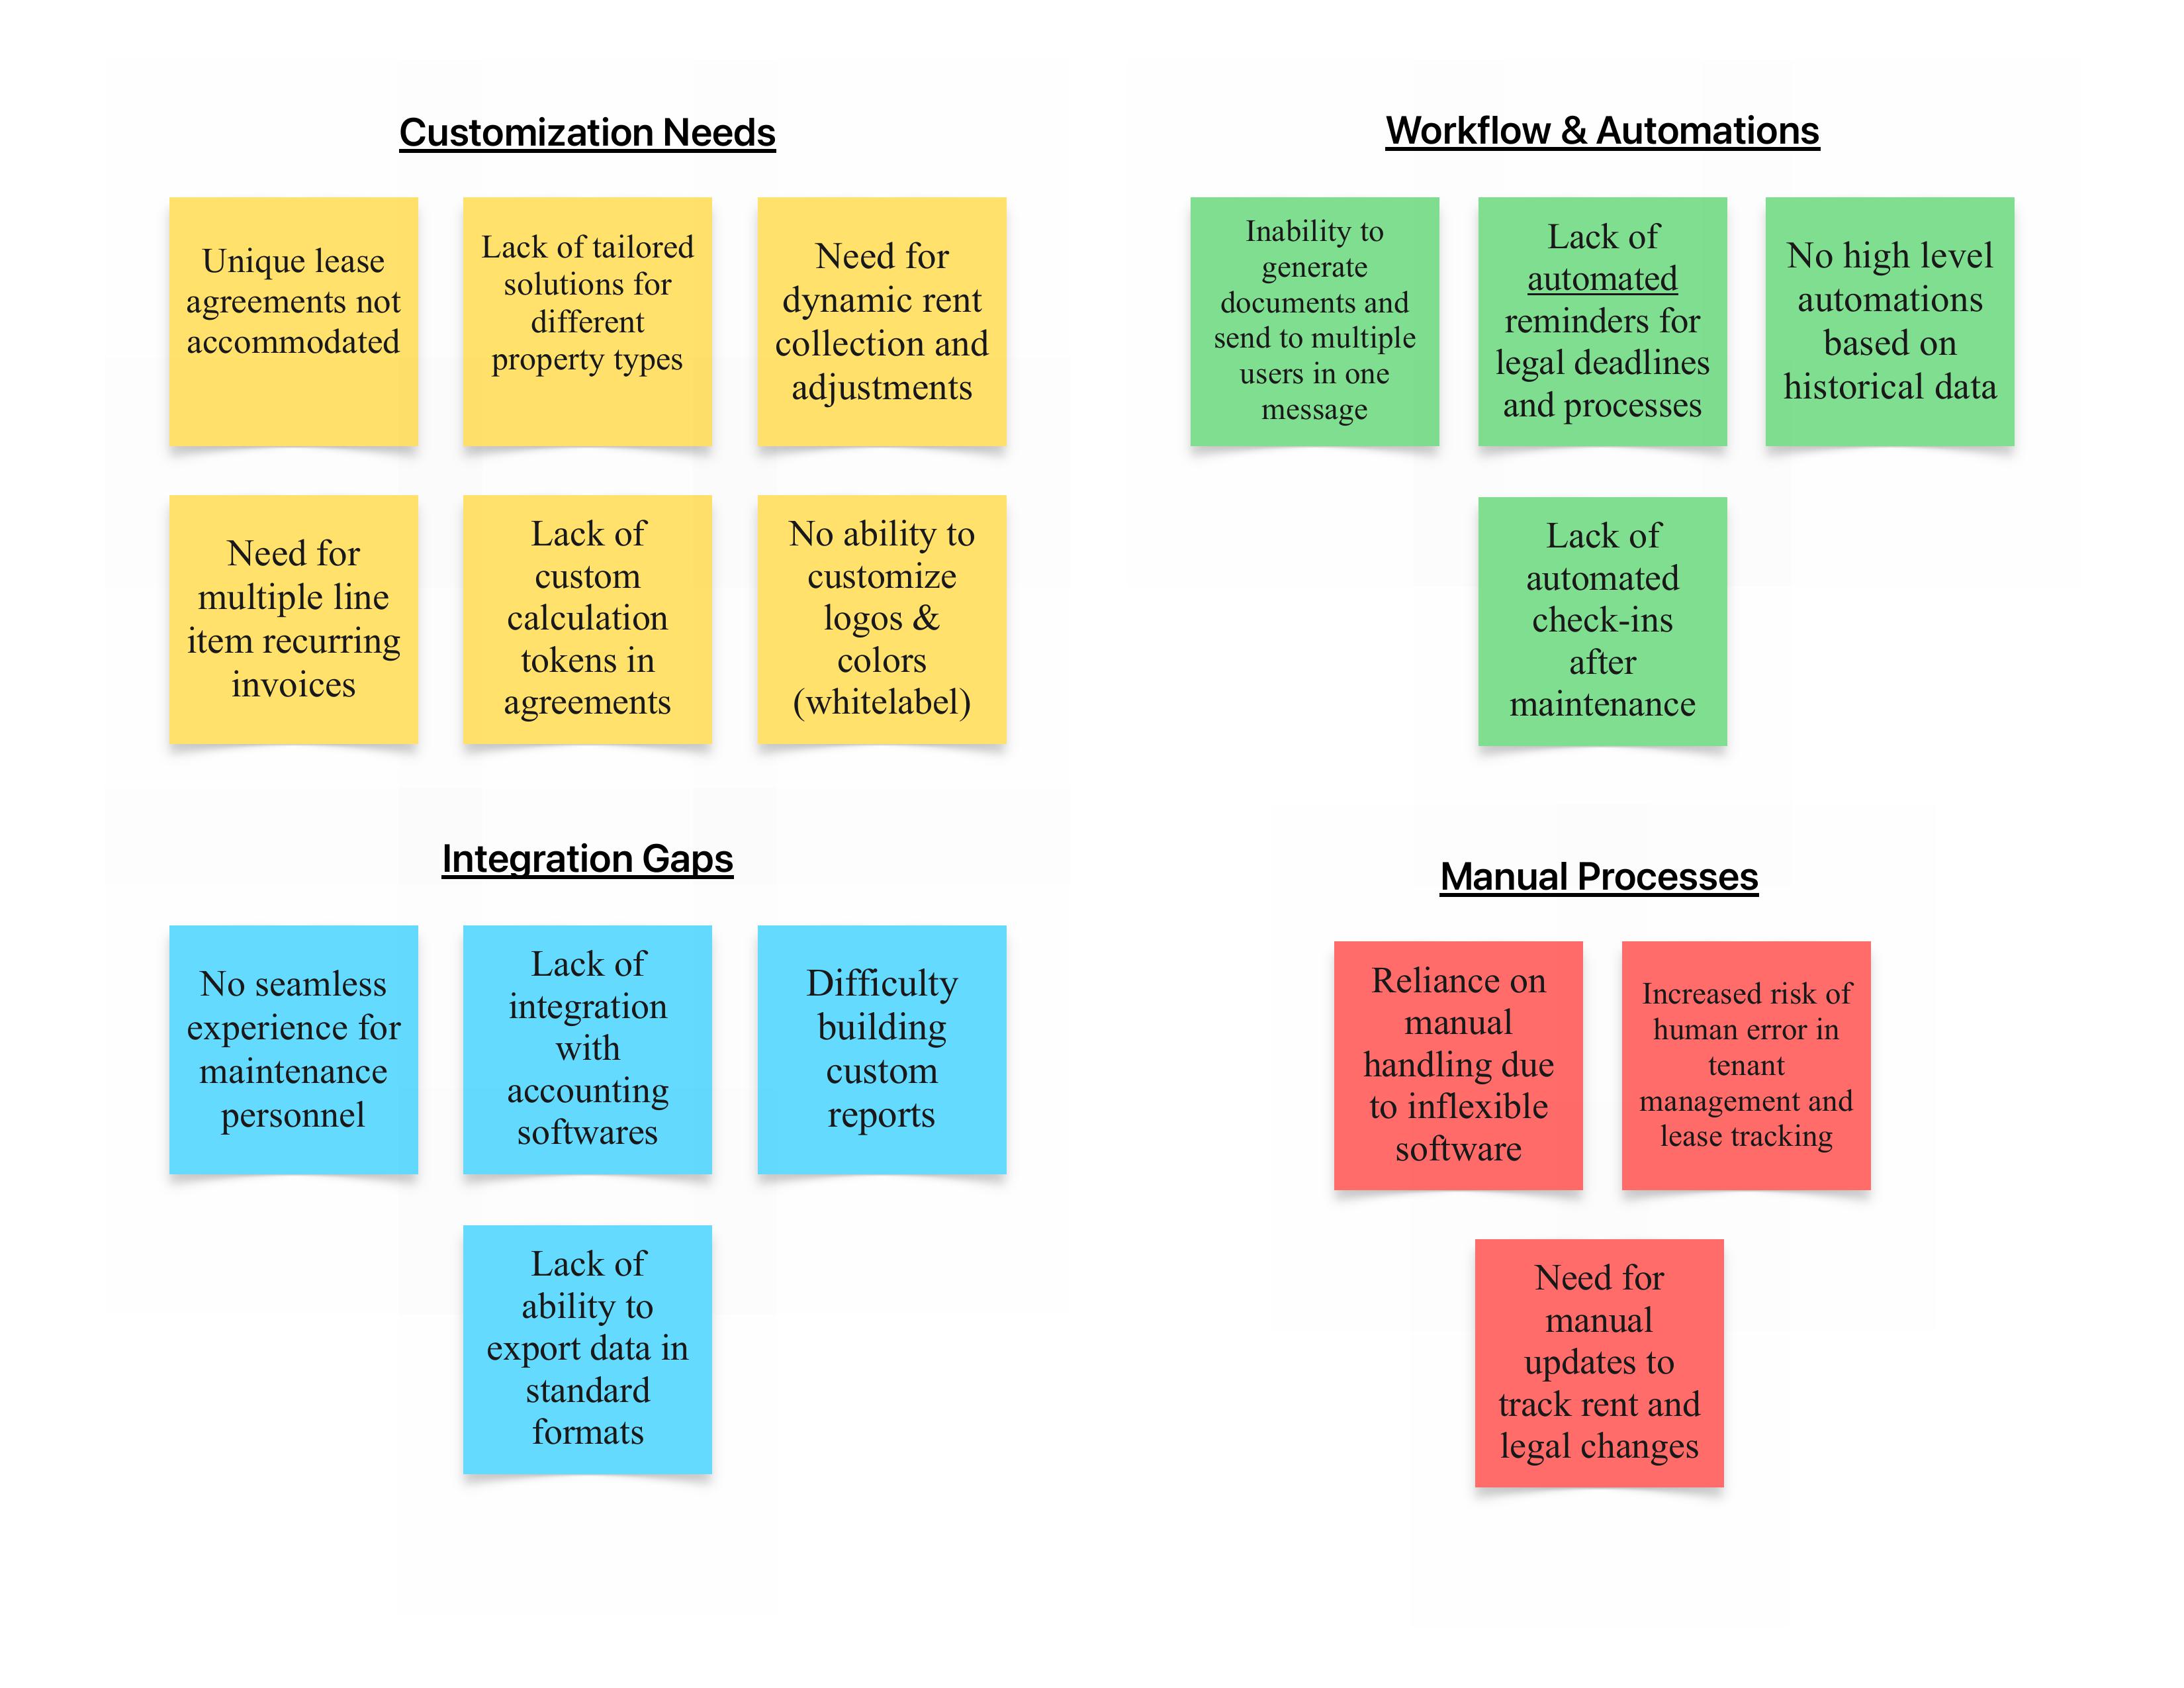 Customization Needs
Unique lease
agreements not
accommodated
Lack of tailored
solutions for
different
property types
Need for
dynamic rent
collection and
adjustments
Need for
multiple line
item recurring
invoices
Lack of
custom
calculation
tokens in
agreements
No ability to
customize
logos &
colors
(whitelabel)
Workflow & Automations
Inability to
generate
documents and
send to multiple
users in one
message
Lack of
automated
reminders for
legal deadlines
and processes
No high level
automations
based on
historical data
Lack of
automated
check-ins
after
maintenance
Integration Gaps
No seamless
experience for
maintenance
personnel
Lack of
integration
with
accounting
softwares
Difficulty
building
custom
reports
Lack of
ability to
export data in
standard
formats
Manual Processes
Reliance on
manual
handling due
to inflexible
software
Increased risk of
human error in
tenant
management and
lease tracking
Need for
manual
updates to
track rent and
legal changes